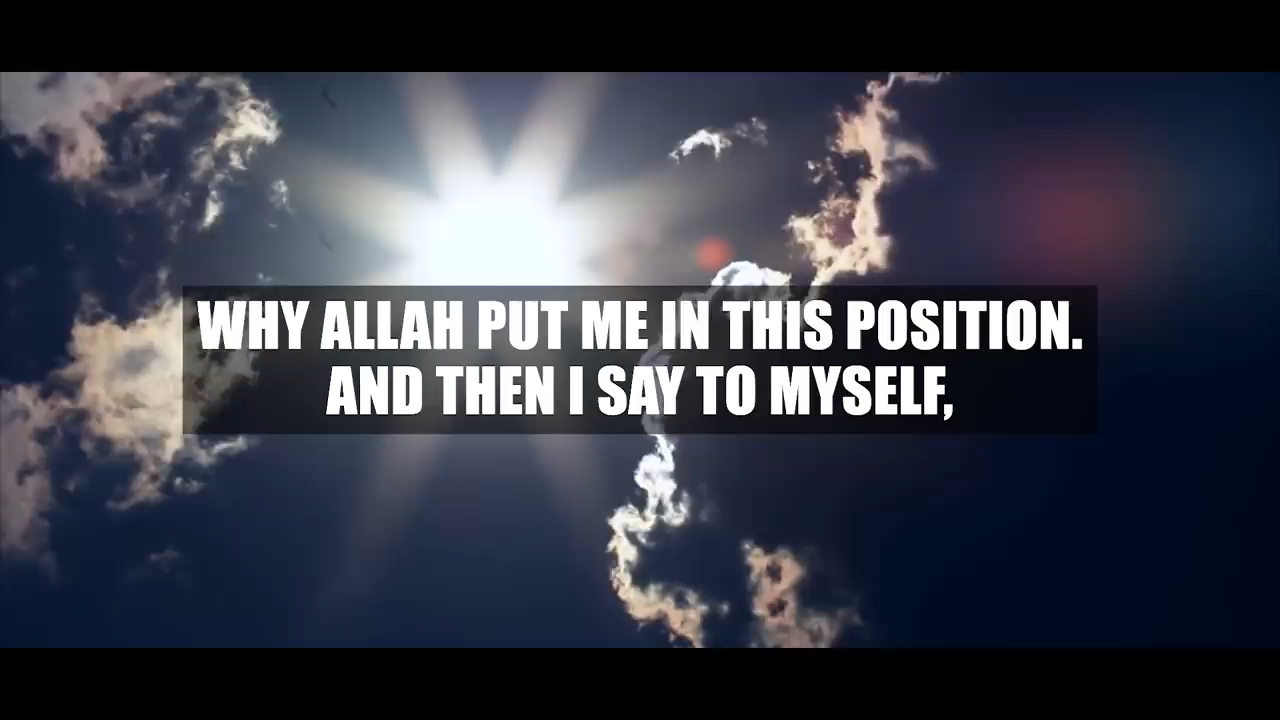 WHY ALLAH PUT ME IN THIS POSITION.
AND THEN I SAY TO MYSELF,